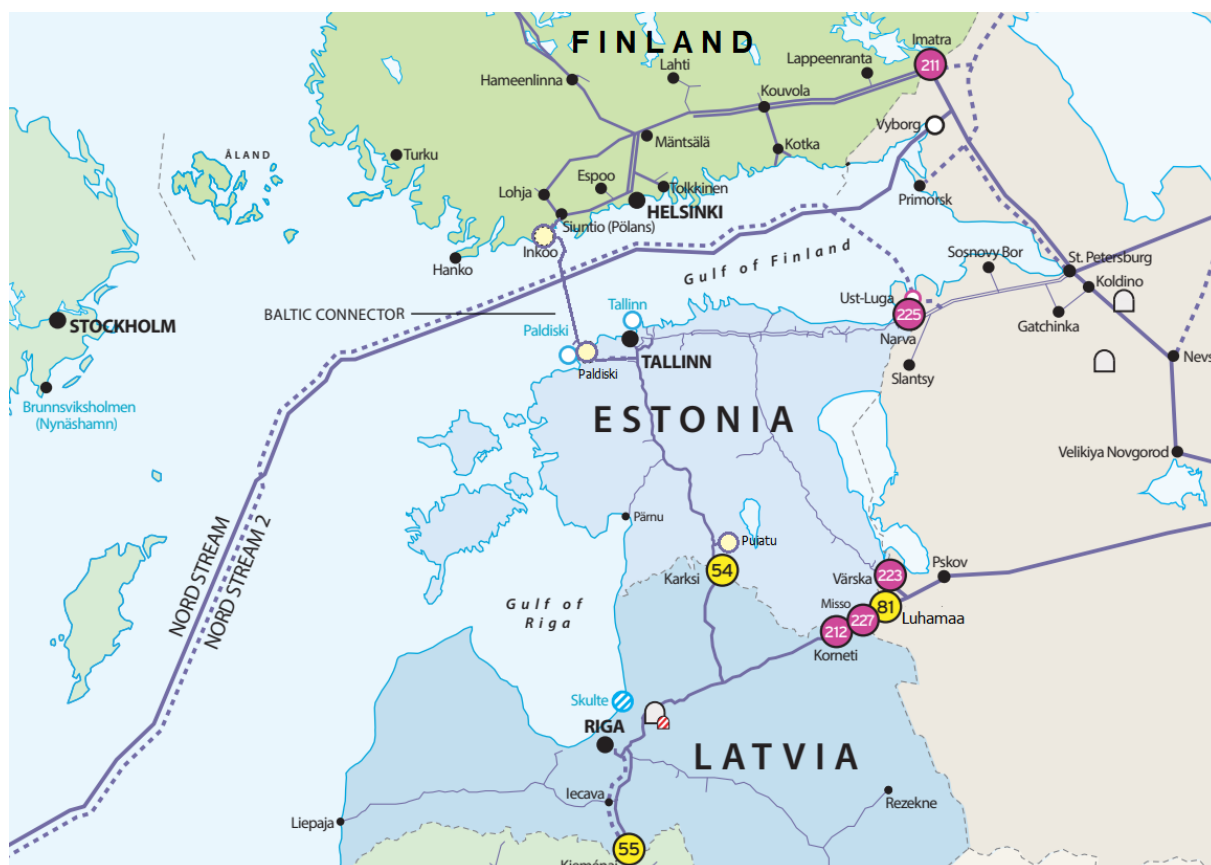 FINLAND
Imatra
211
Lahti
Lappeenranta
Hameenlinna
Kouvola
Vyborg
ÅLAND
Turku
Mäntsälä
Kotka
Espoo
Lohja
Tolkkinen
Primorsk
HELSINKI
Siuntio (Pölans)
Inkoo
Hanko
Gulf of Finland
Sosnovy Bor
St. Petersburg
Koldino
Ust-Luga
Tallinn
BALTIC CONNECTOR
225
STOCKHOLM
Gatchinka
Paldiski
Narva
TALLINN
Nevs
Paldiski
Slantsy
Brunnsviksholmen
(Nynäshamn)
ESTONIA
Velikiya Novgorod
NORD STREAM
NORD STREAM 2
Pärnu
Pujatu
Pskov
Karksi
54
Värska
223
Gulf of
Riga
Misso
81
Luhamaa
227
212
Korneti
Skulte
RIGA
LATVIA
Iecava
Rezekne
Liepaja
55